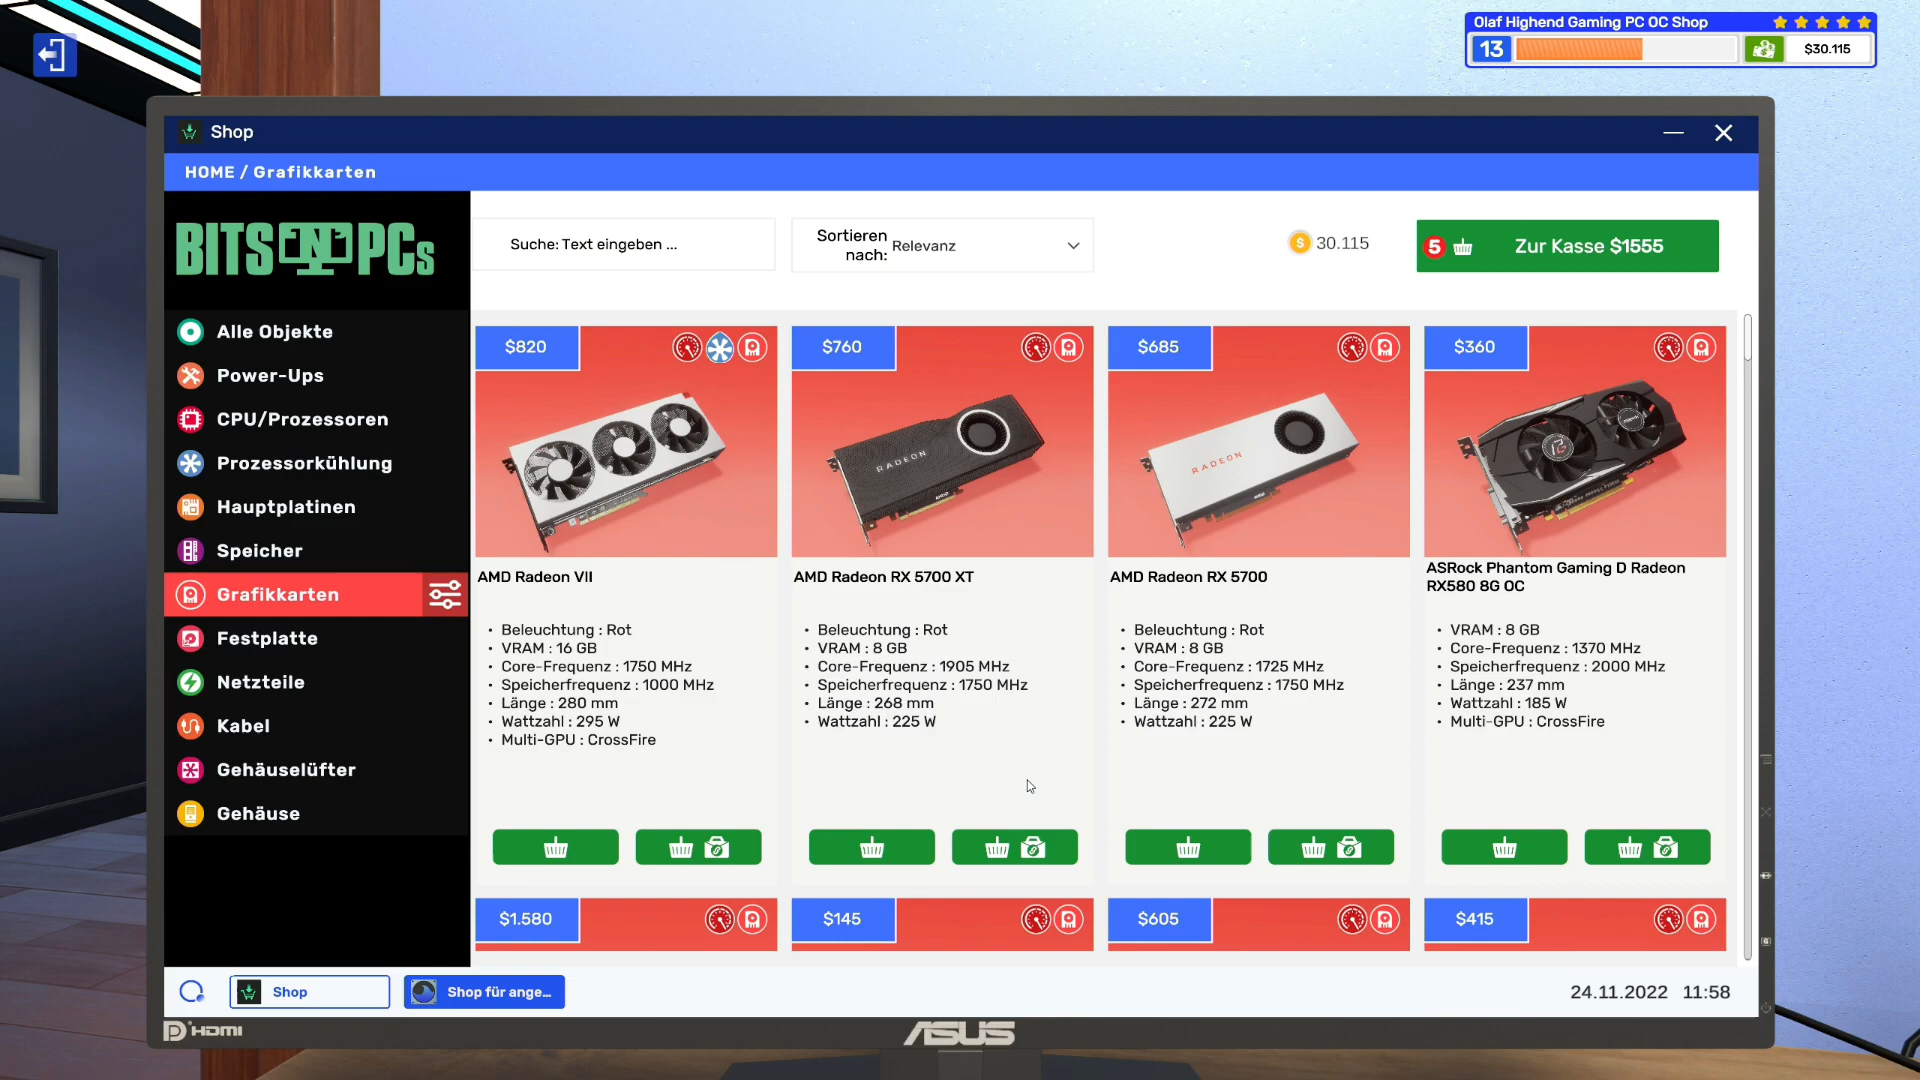 Olaf Highend Gaming PC OC Shop
13
$30.115
Shop
HOME / Grafikkarten
BITS 'N' PCs
Suche: Text eingeben ...
Sortieren nach: Relevanz
30.115
5
Zur Kasse $1555
Alle Objekte
Power-Ups
CPU/Prozessoren
Prozessorkühlung
Hauptplatinen
Speicher
Grafikkarten
Festplatte
Netzteile
Kabel
Gehäuselüfter
Gehäuse
$820
AMD Radeon VII
• Beleuchtung : Rot
• VRAM : 16 GB
• Core-Frequenz : 1750 MHz
• Speicherfrequenz : 1000 MHz
• Länge : 280 mm
• Wattzahl : 295 W
• Multi-GPU : CrossFire
$760
RADEON
AMD Radeon RX 5700 XT
• Beleuchtung : Rot
• VRAM : 8 GB
• Core-Frequenz : 1905 MHz
• Speicherfrequenz : 1750 MHz
• Länge : 268 mm
• Wattzahl : 225 W
$685
RADEON
AMD Radeon RX 5700
• Beleuchtung : Rot
• VRAM : 8 GB
• Core-Frequenz : 1725 MHz
• Speicherfrequenz : 1750 MHz
• Länge : 272 mm
• Wattzahl : 225 W
$360
ASRock Phantom Gaming D Radeon
RX580 8G OC
• VRAM : 8 GB
• Core-Frequenz : 1370 MHz
• Speicherfrequenz : 2000 MHz
• Länge : 237 mm
• Wattzahl : 185 W
• Multi-GPU : CrossFire
$1.580
$145
$605
$415
Shop
Shop für ange...
24.11.2022 11:58
HDMI
ASUS